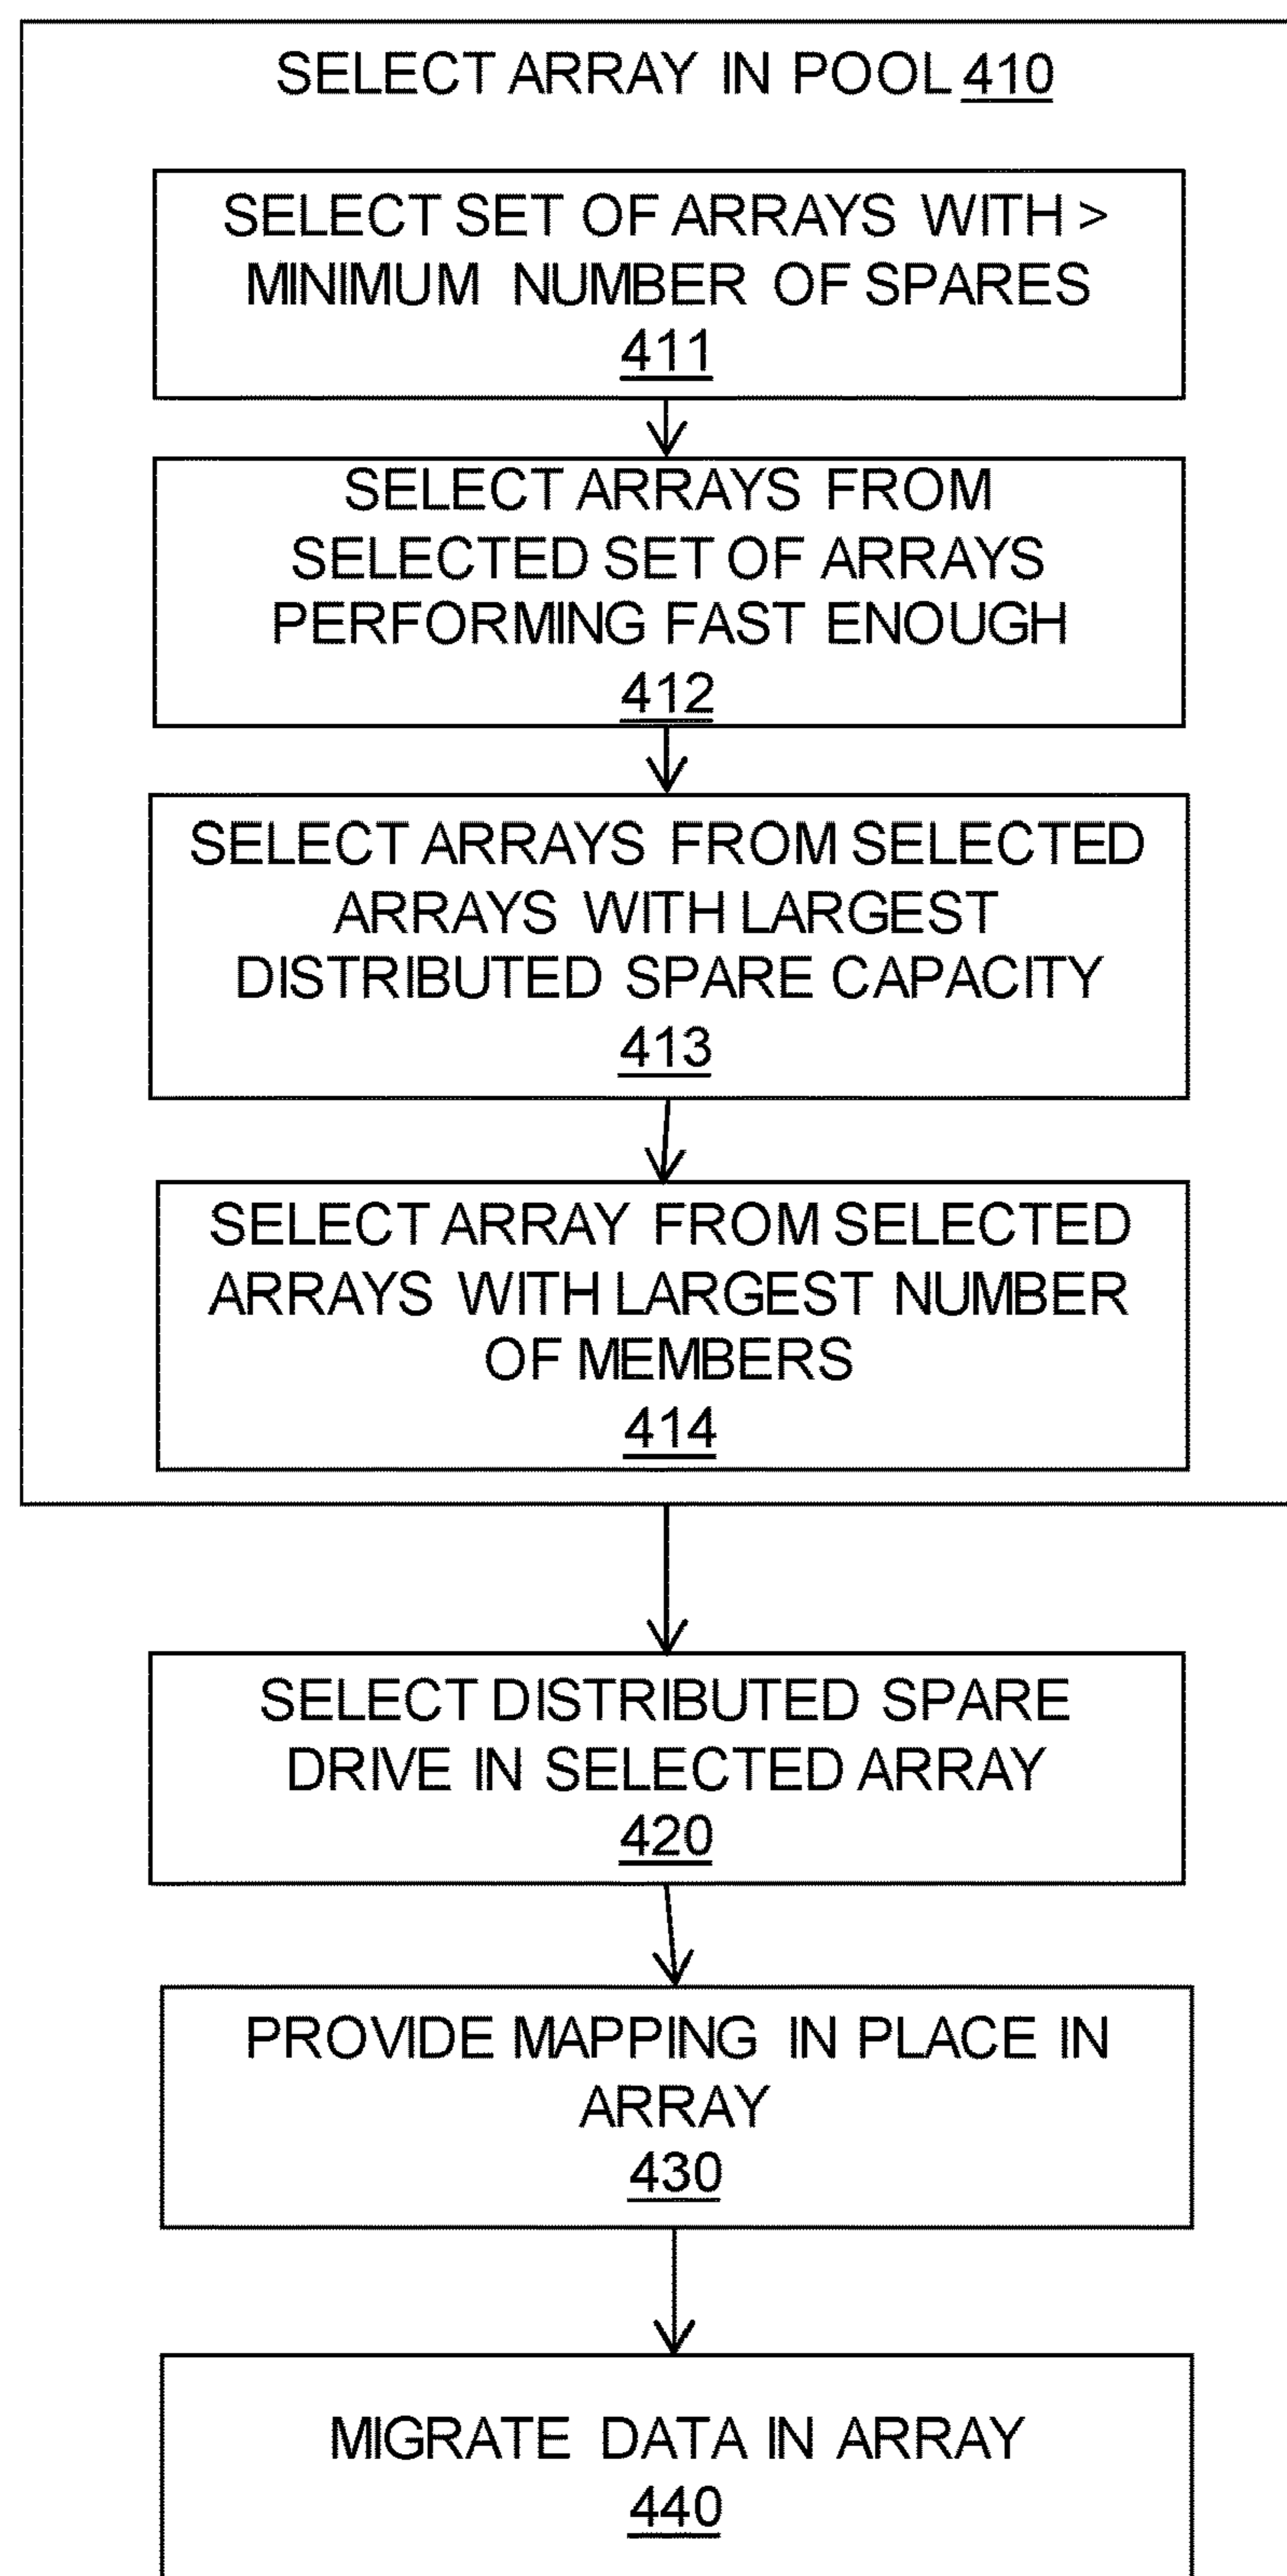 SELECT ARRAY IN POOL 410
SELECT SET OF ARRAYS WITH >
MINIMUM NUMBER OF SPARES
411
SELECT ARRAYS FROM
SELECTED SET OF ARRAYS
PERFORMING FAST ENOUGH
412
SELECT ARRAYS FROM SELECTED
ARRAYS WITH LARGEST
DISTRIBUTED SPARE CAPACITY
413
SELECT ARRAY FROM SELECTED
ARRAYS WITH LARGEST NUMBER
OF MEMBERS
414
SELECT DISTRIBUTED SPARE
DRIVE IN SELECTED ARRAY
420
PROVIDE MAPPING IN PLACE IN
ARRAY
430
MIGRATE DATA IN ARRAY
440